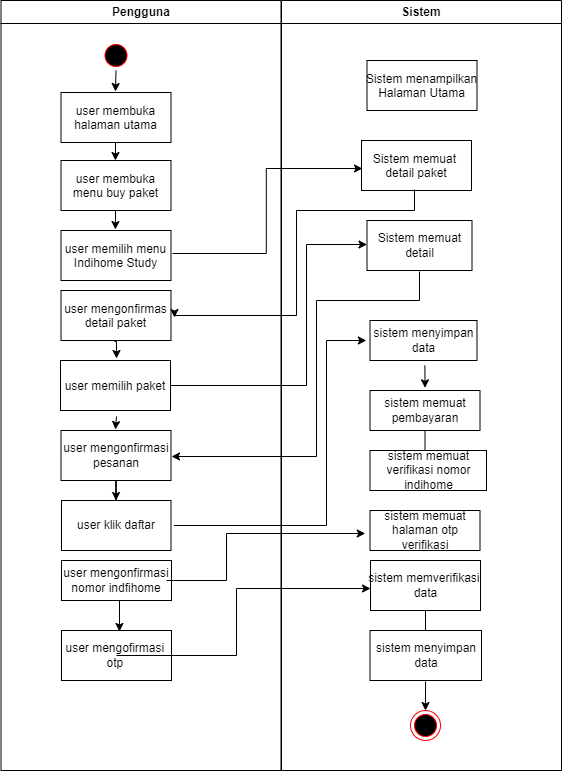 Pengguna
Sistem
user membuka
halaman utama
user membuka
menu buy paket
user memilih menu
Indihome Study
user mengonfirmas
detail paket
user memilih paket
user mengonfirmasi
pesanan
user klik daftar
user mengonfirmasi
nomor indfihome
user mengofirmasi
otp
Sistem menampilkan
Halaman Utama
Sistem memuat
detail paket
Sistem memuat
detail
sistem menyimpan
data
sistem memuat
pembayaran
sistem memuat
verifikasi nomor
indihome
sistem memuat
halaman otp
verifikasi
sistem memverifikasi
data
sistem menyimpan
data